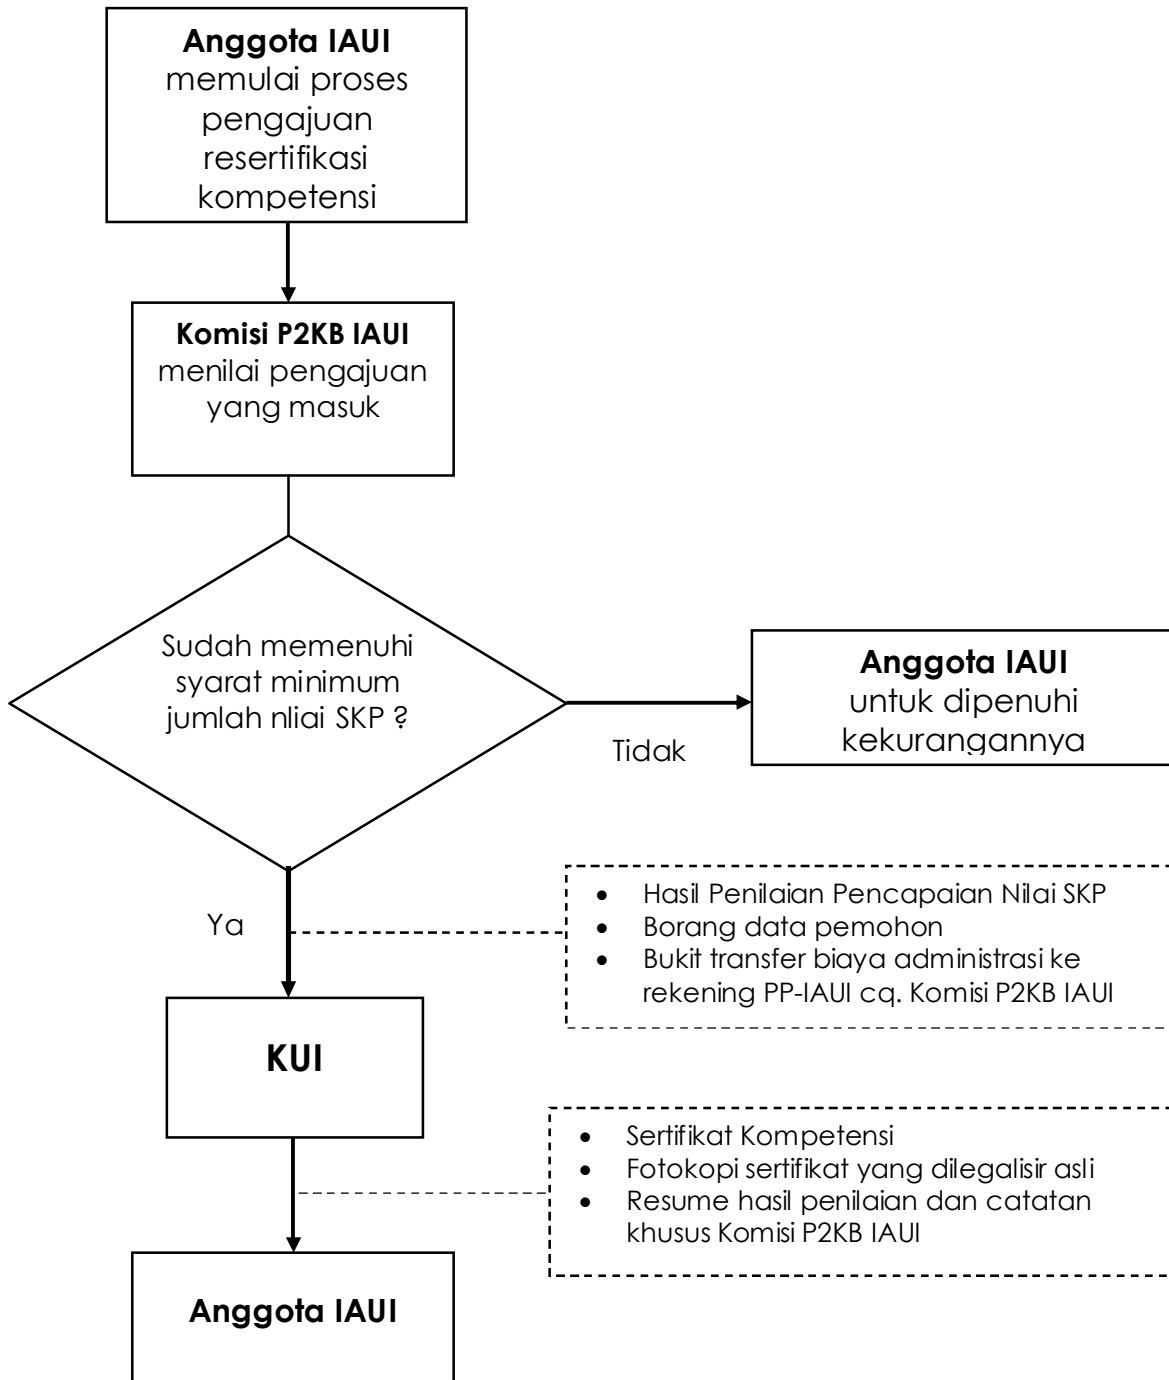 Anggota IAUI
memulai proses
pengajuan
resertifikasi
kompetensi
Komisi P2KB IAUI
menilai pengajuan
yang masuk
Sudah memenuhi
syarat minimum
jumlah nliai SKP ?
Anggota IAUI
untuk dipenuhi
kekurangannya
Tidak
Ya
• Hasil Penilaian Pencapaian Nilai SKP
• Borang data pemohon
• Bukit transfer biaya administrasi ke
rekening PP-IAUI cq. Komisi P2KB IAUI
KUI
• Sertifikat Kompetensi
• Fotokopi sertifikat yang dilegalisir asli
• Resume hasil penilaian dan catatan
khusus Komisi P2KB IAUI
Anggota IAUI